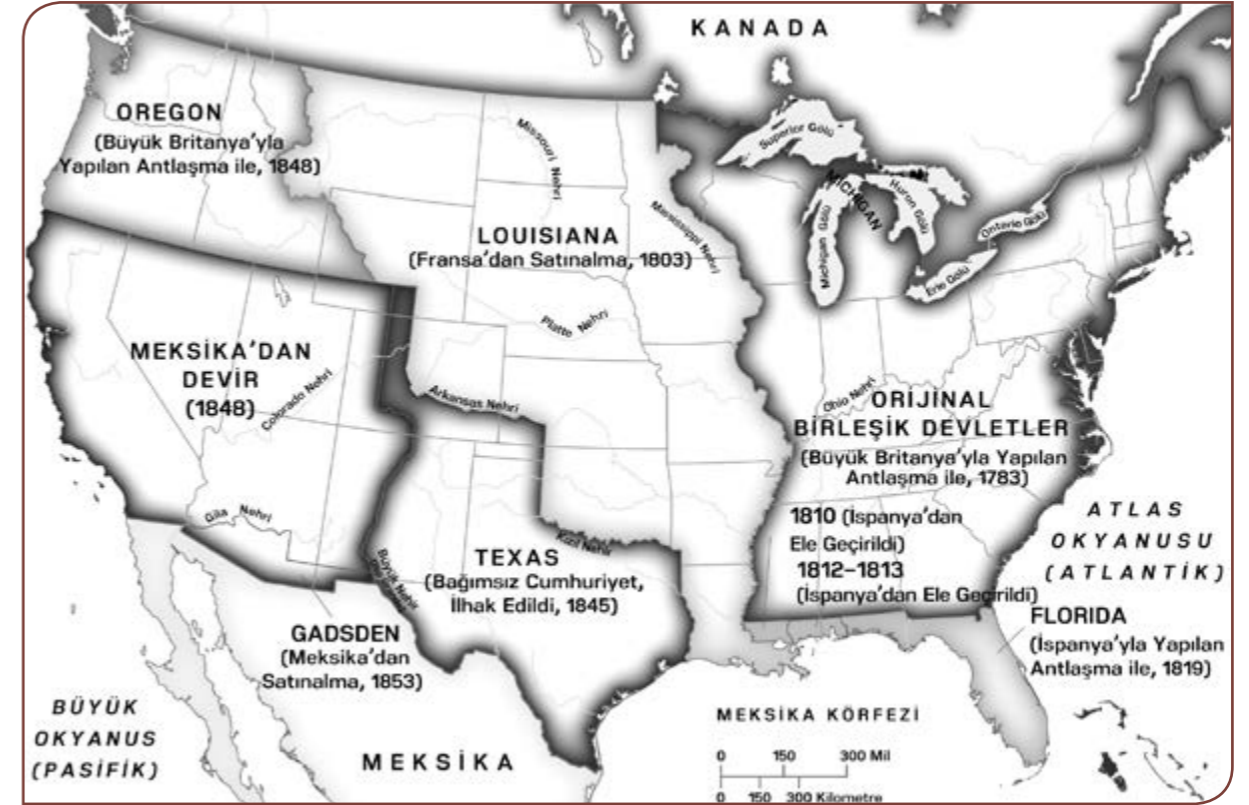 KANADA
OREGON
(Büyük Britanya'yla
Yapılan Antlaşma ile, 1848)
Missouri Nehri
Superior Gölü
MICHIGAN
Huron Gölü
Michigan Gölü
Ontario Gölü
Erie Gölü
Mississippi Nehri
LOUISIANA
(Fransa'dan Satınalma, 1803)
Platte Nehri
MEKSİKA'DAN
DEVİR
(1848)
Colorado Nehri
Arkansas Nehri
Ohio Nehri
ORIJINAL
BİRLEŞİK DEVLETLER
(Büyük Britanya'yla Yapılan
Antlaşma ile, 1783)
1810 (İspanya'dan
Ele Geçirildi)
1812–1813
(İspanya'dan Ele Geçirildi)
ATLAS
OKYANUSU
(ATLANTİK)
Gila Nehri
Kızıl Nehir
Büyük Nehir
TEXAS
(Bağımsız Cumhuriyet,
İlhak Edildi, 1845)
GADSDEN
(Meksika'dan
Satınalma, 1853)
FLORIDA
(İspanya'yla Yapılan
Antlaşma ile, 1819)
BÜYÜK
OKYANUS
(PASİFİK)
MEKSİKA
MEKSİKA KÖRFEZİ
0 150 300 Mil
0 150 300 Kilometre